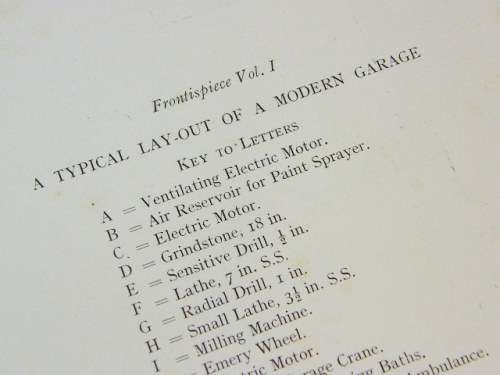 Frontispiece Vol. I
A TYPICAL LAY-OUT OF A MODERN GARAGE
KEY TO LETTERS
A = Ventilating Electric Motor.
B = Air Reservoir for Paint Sprayer.
C = Electric Motor.
D = Grindstone, 18 in.
E = Sensitive Drill, ½ in.
F = Lathe, 7 in. S.S.
G = Radial Drill, 1 in.
H = Small Lathe, 3½ in. S.S.
I = Milling Machine.
Emery Wheel.
Motor.
Crane.
Baths.
Ambulance.